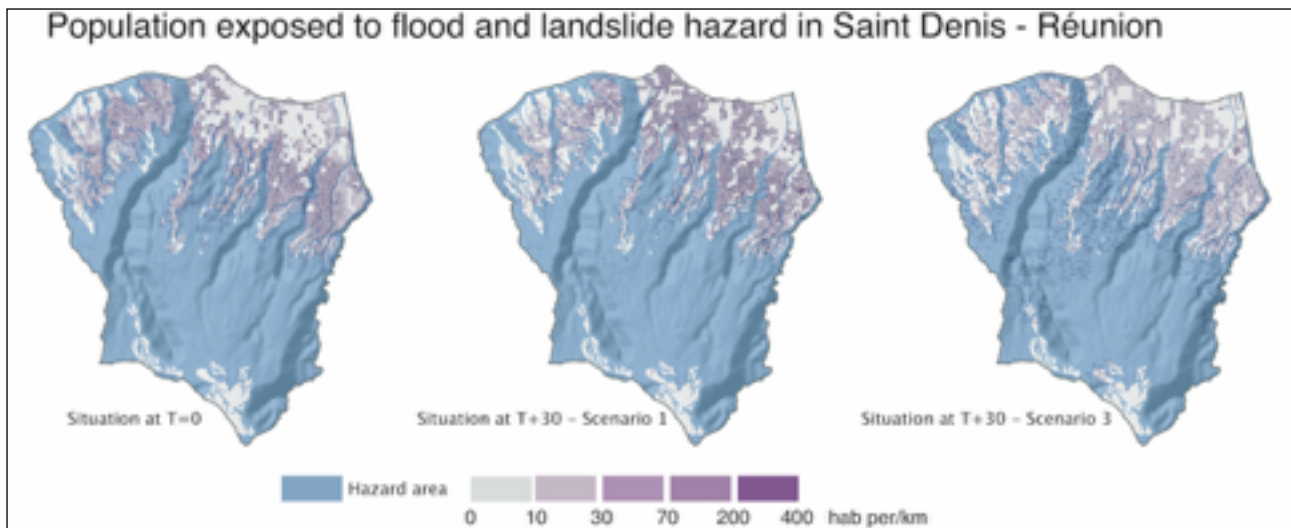 Population exposed to flood and landslide hazard in Saint Denis - Réunion
Situation at T=0
Situation at T+30 - Scenario 1
Situation at T+30 - Scenario 3
Hazard area
0 10 30 70 200 400 hab per/km